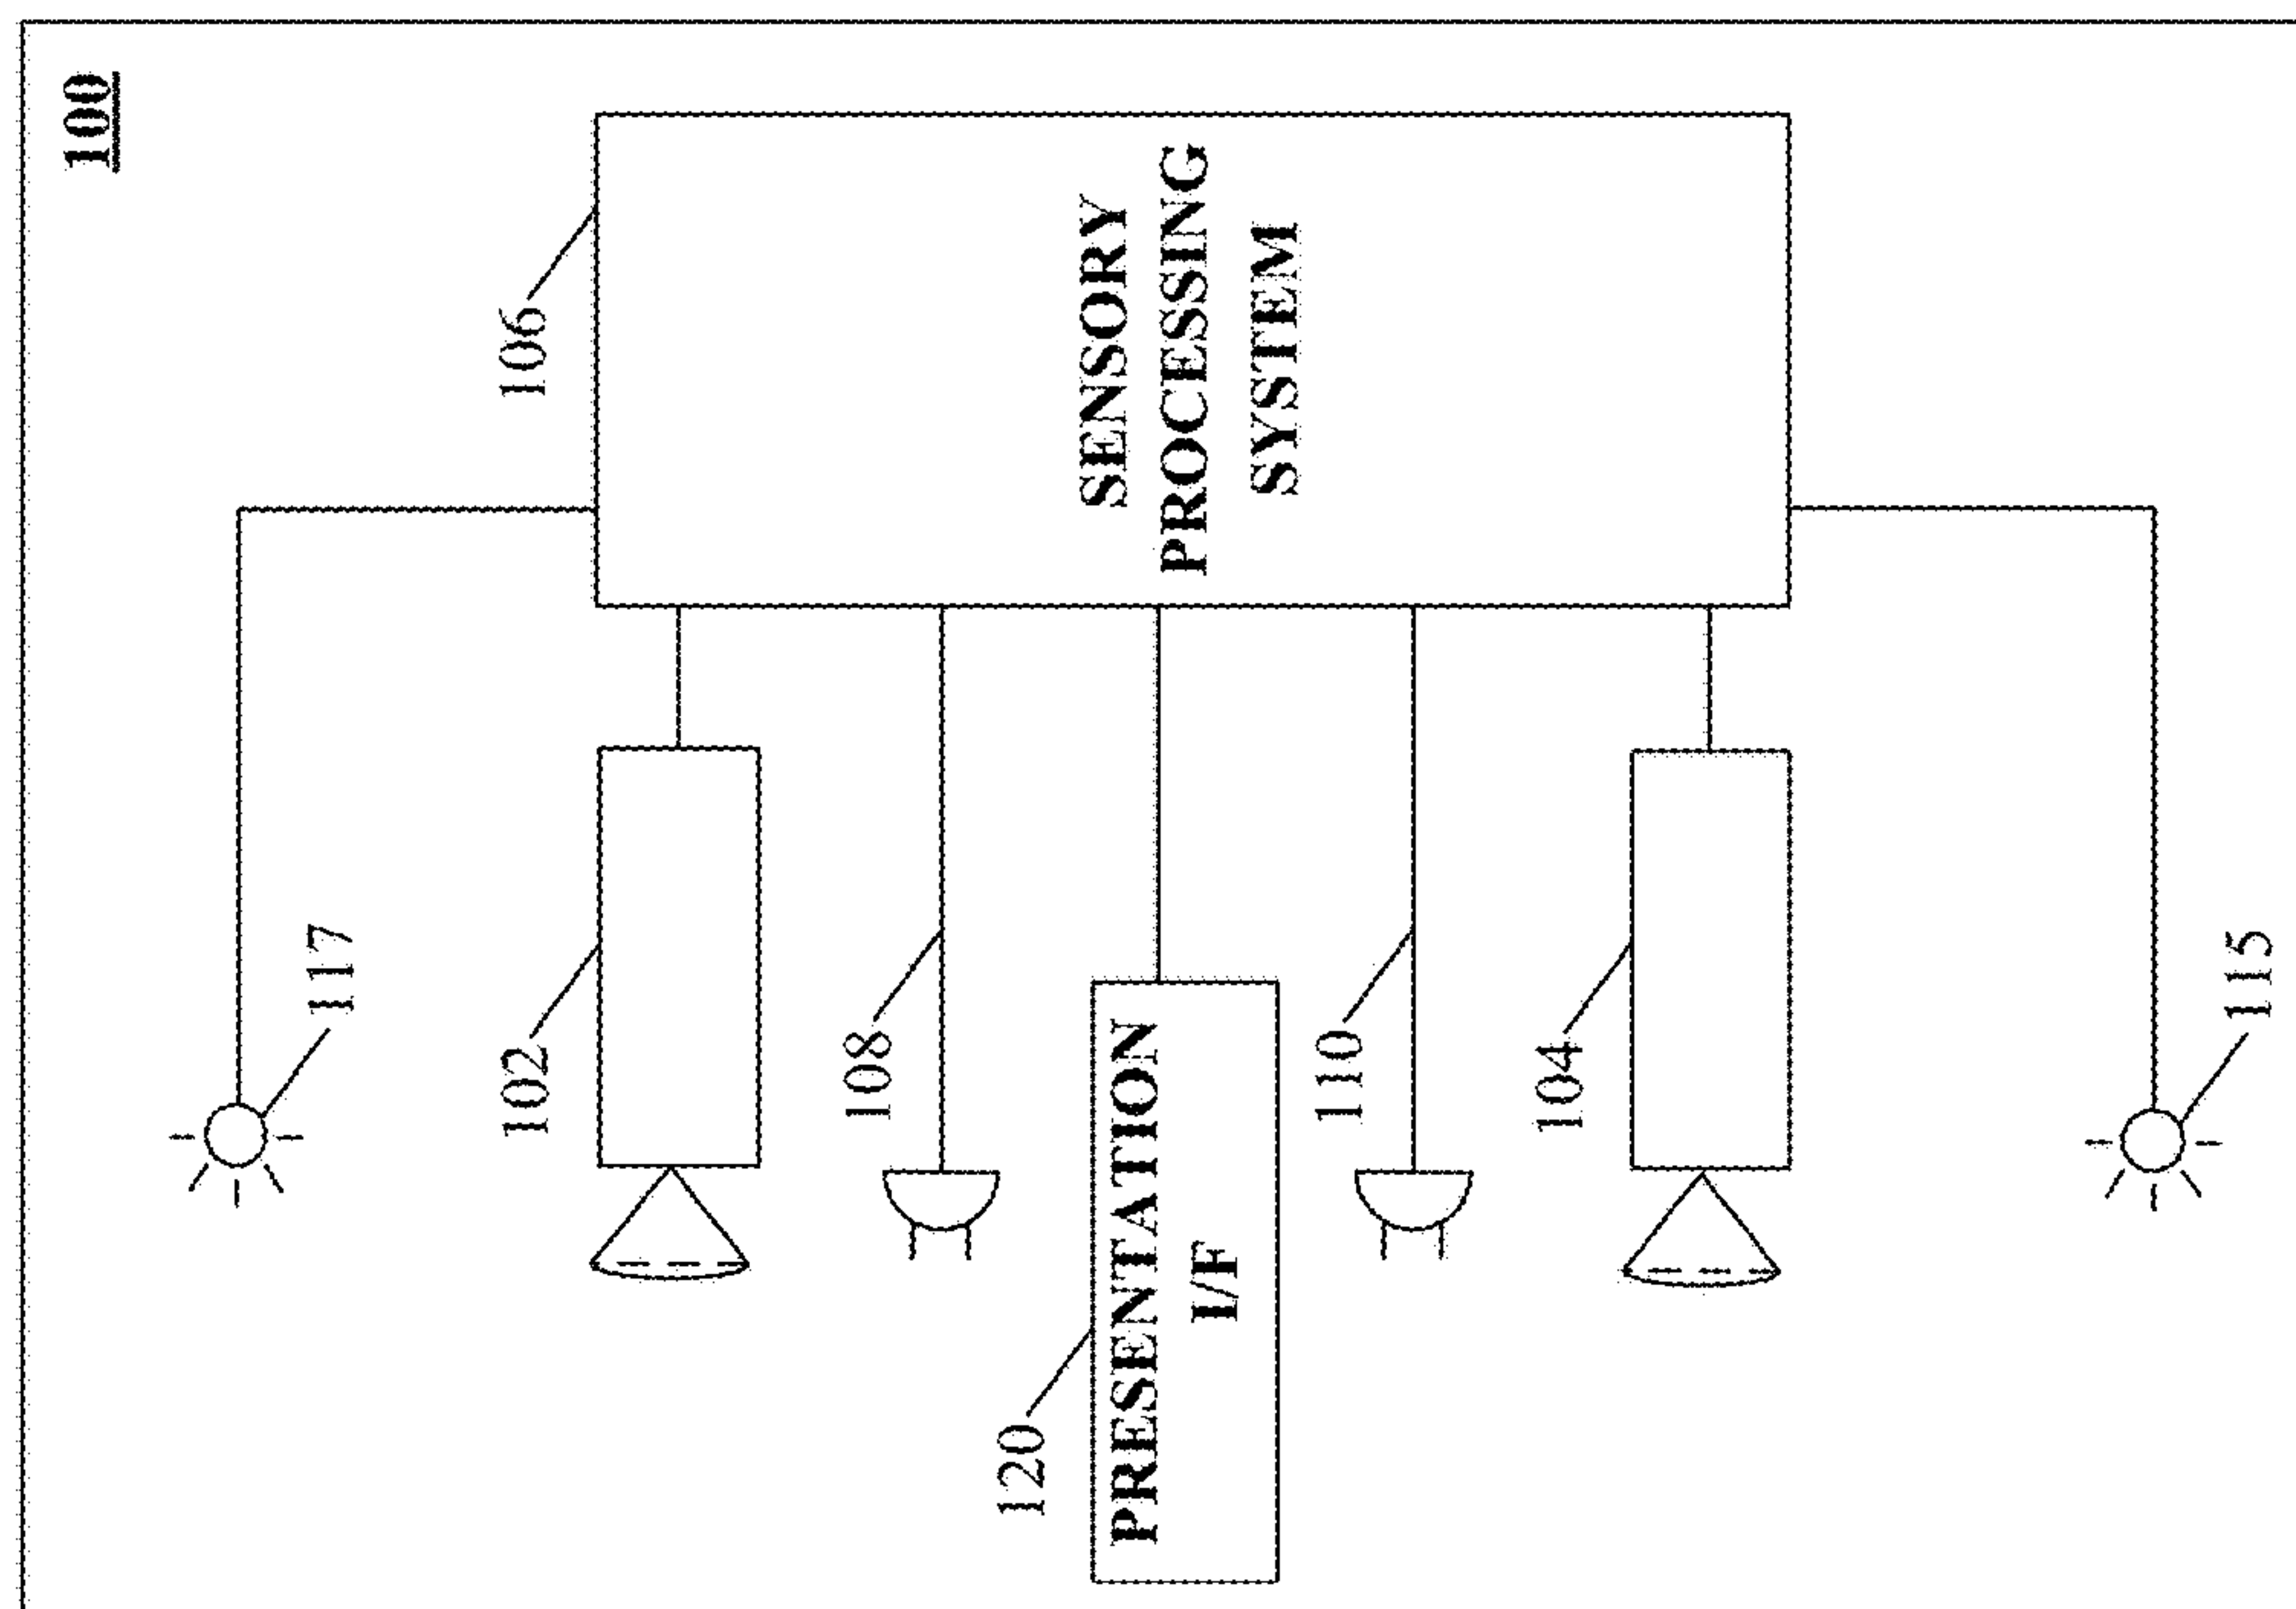 100
117
102
106
108
120
PRESENTATION
I/F
SENSORY
PROCESSING
SYSTEM
110
104
115